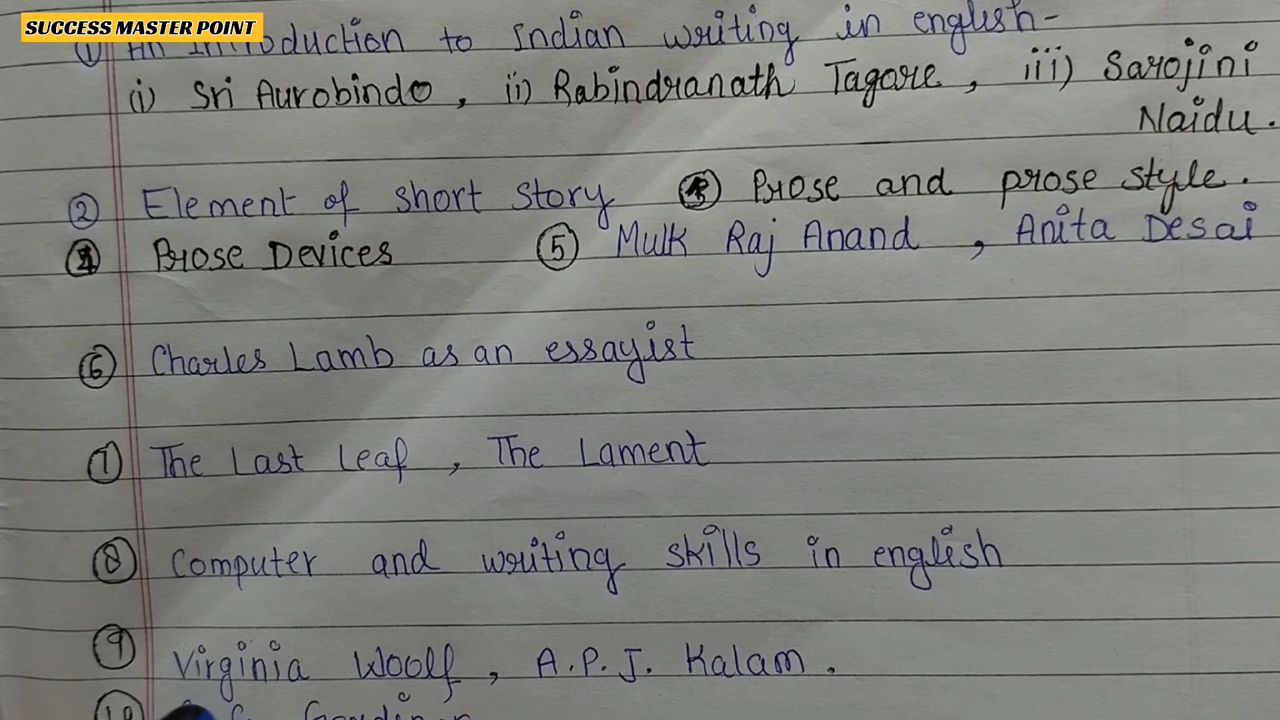 SUCCESS MASTER POINT
① An Introduction to Indian writing in english-
(i) Sri Aurobindo , ii) Rabindranath Tagore , iii) Sarojini
Naidu.
② Element of short story ③ Prose and prose style.
④ Prose Devices ⑤ Mulk Raj Anand , Anita Desai
⑥ Charles Lamb as an essayist
⑦ The Last Leaf , The Lament
⑧ Computer and writing skills in english
⑨ Virginia Woolf , A.P.J. Kalam .
⑩